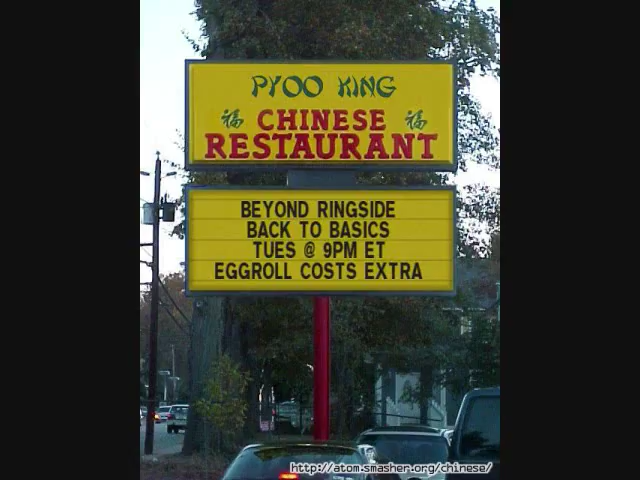 PYOO KING
福 CHINESE 福
RESTAURANT
BEYOND RINGSIDE
BACK TO BASICS
TUES @ 9PM ET
EGGROLL COSTS EXTRA
http://atom.smasher.org/chinese/